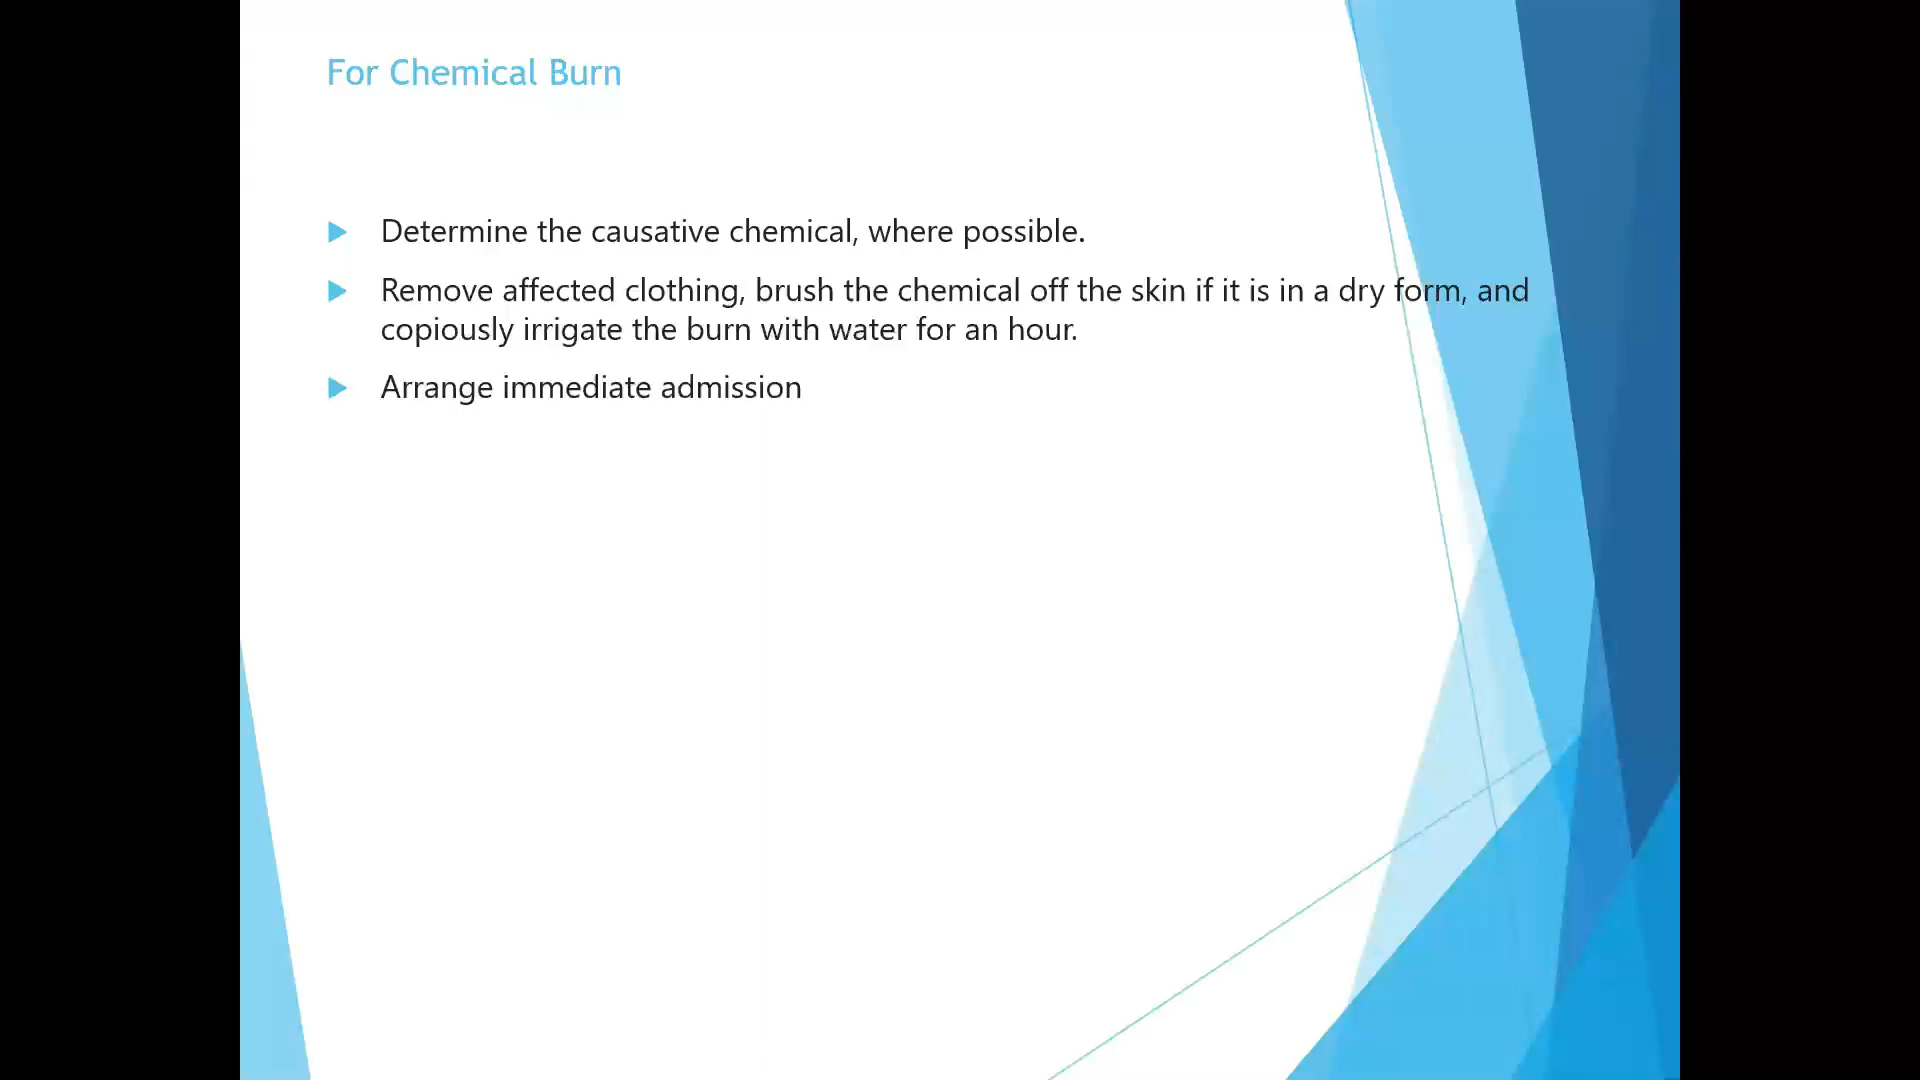 For Chemical Burn
Determine the causative chemical, where possible.
Remove affected clothing, brush the chemical off the skin if it is in a dry form, and
copiously irrigate the burn with water for an hour.
Arrange immediate admission